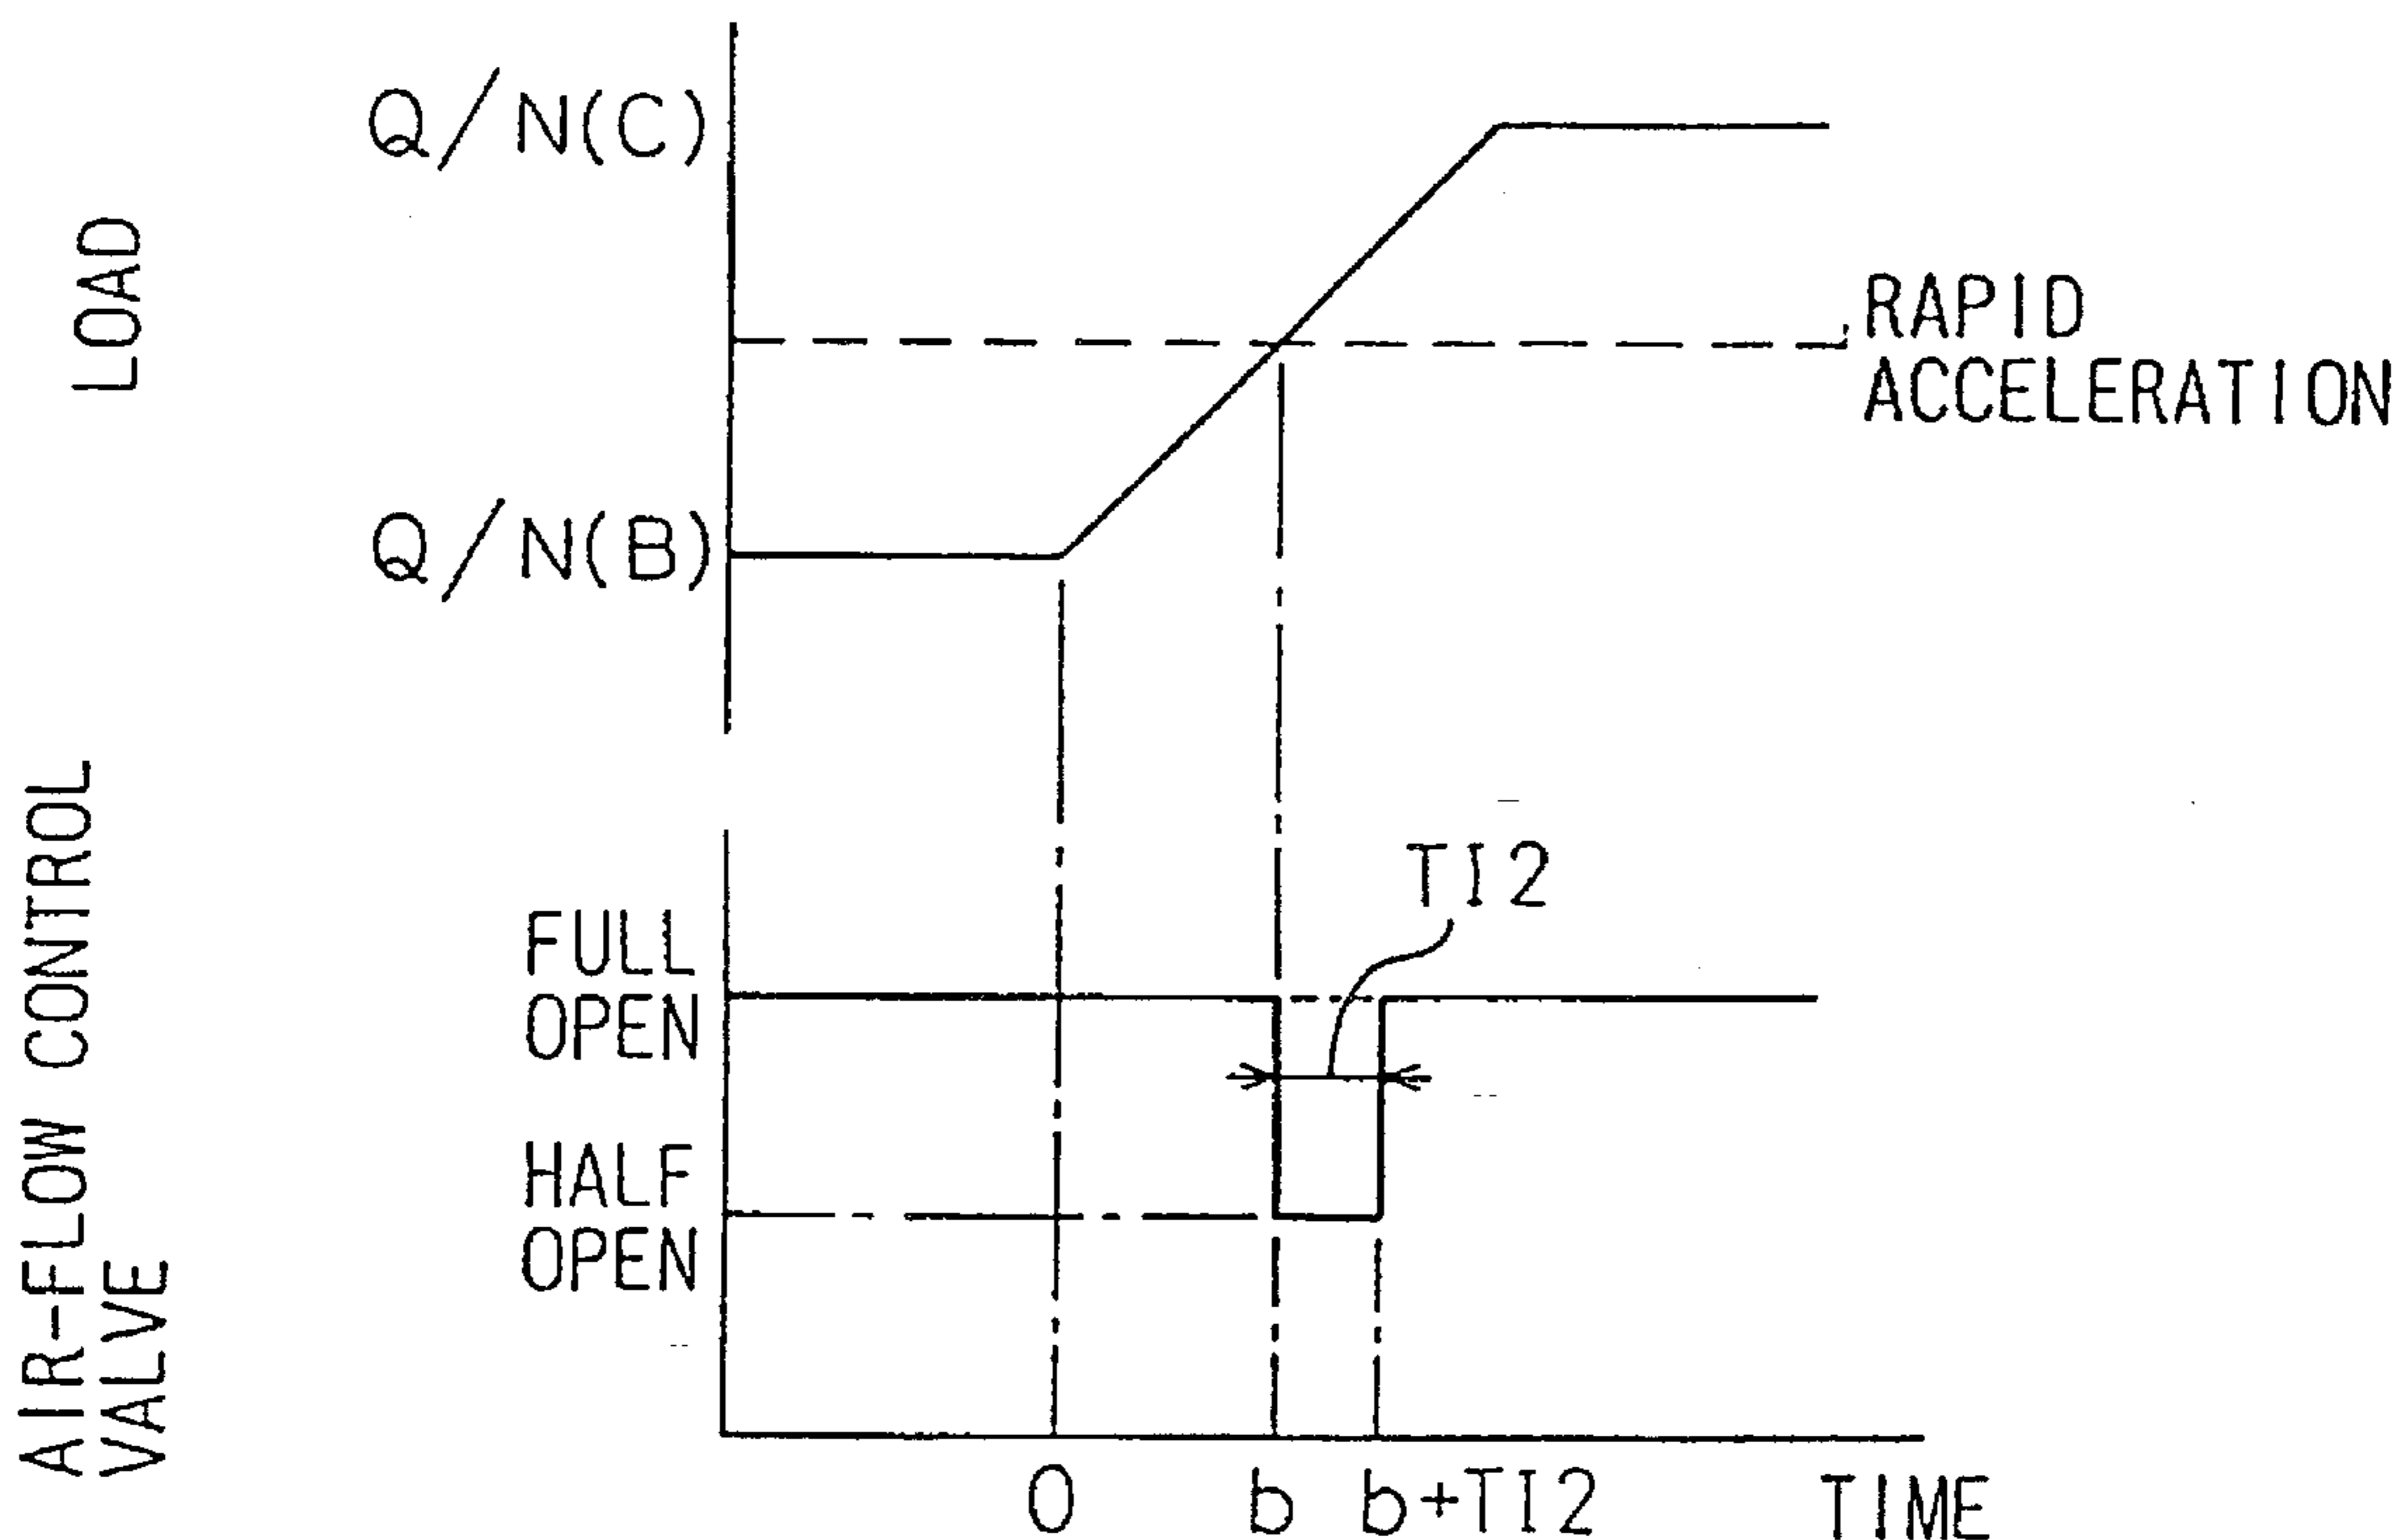 LOAD
Q/N(C)
RAPID
ACCELERATION
Q/N(B)
AIR-FLOW CONTROL
VALVE
TI2
FULL
OPEN
HALF
OPEN
0
b
b+TI2
TIME